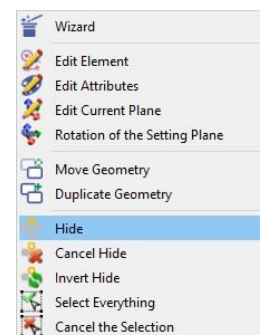 Wizard
Edit Element
Edit Attributes
Edit Current Plane
Rotation of the Setting Plane
Move Geometry
Duplicate Geometry
Hide
Cancel Hide
Invert Hide
Select Everything
Cancel the Selection